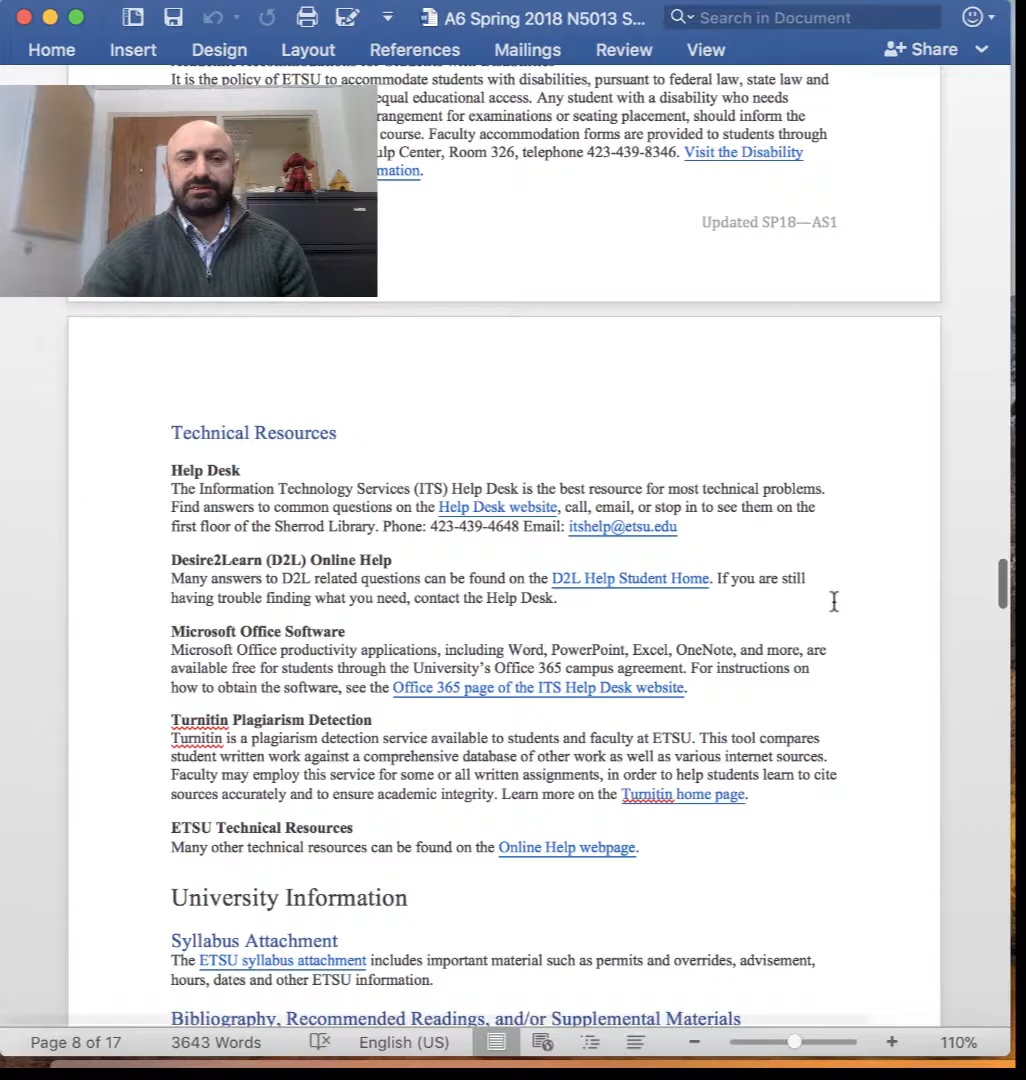 A6 Spring 2018 N5013 S...
Search in Document
Home Insert Design Layout References Mailings Review View Share
It is the policy of ETSU to accommodate students with disabilities, pursuant to federal law, state law and
equal educational access. Any student with a disability who needs
rangement for examinations or seating placement, should inform the
course. Faculty accommodation forms are provided to students through
ulp Center, Room 326, telephone 423-439-8346. Visit the Disability
mation.
Updated SP18—AS1
Technical Resources
Help Desk
The Information Technology Services (ITS) Help Desk is the best resource for most technical problems.
Find answers to common questions on the Help Desk website, call, email, or stop in to see them on the
first floor of the Sherrod Library. Phone: 423-439-4648 Email: itshelp@etsu.edu
Desire2Learn (D2L) Online Help
Many answers to D2L related questions can be found on the D2L Help Student Home. If you are still
having trouble finding what you need, contact the Help Desk.
Microsoft Office Software
Microsoft Office productivity applications, including Word, PowerPoint, Excel, OneNote, and more, are
available free for students through the University's Office 365 campus agreement. For instructions on
how to obtain the software, see the Office 365 page of the ITS Help Desk website.
Turnitin Plagiarism Detection
Turnitin is a plagiarism detection service available to students and faculty at ETSU. This tool compares
student written work against a comprehensive database of other work as well as various internet sources.
Faculty may employ this service for some or all written assignments, in order to help students learn to cite
sources accurately and to ensure academic integrity. Learn more on the Turnitin home page.
ETSU Technical Resources
Many other technical resources can be found on the Online Help webpage.
University Information
Syllabus Attachment
The ETSU syllabus attachment includes important material such as permits and overrides, advisement,
hours, dates and other ETSU information.
Bibliography, Recommended Readings, and/or Supplemental Materials
Page 8 of 17 3643 Words English (US) 110%